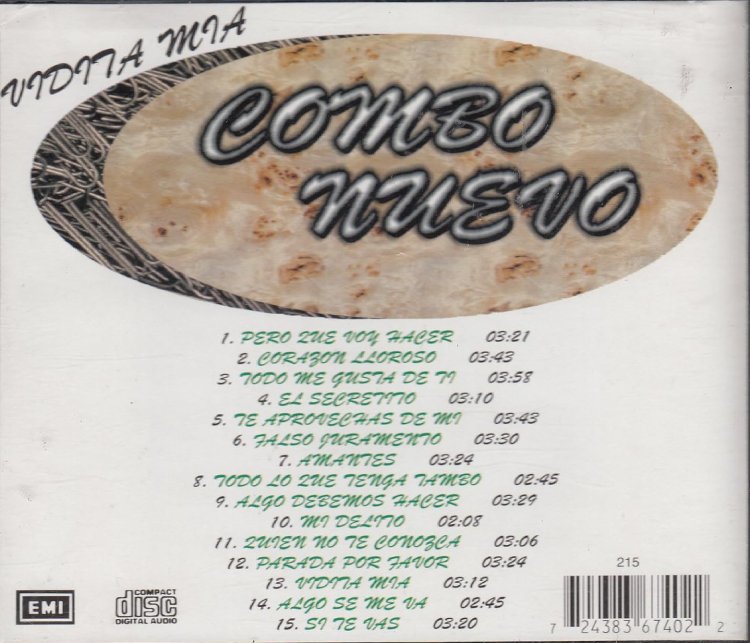 VIDITA MIA
COMBO
NUEVO
1. PERO QUE VOY HACER 03:21
2. CORAZON LLOROSO 03:43
3. TODO ME GUSTA DE TI 03:58
4. EL SECRETITO 03:10
5. TE APROVECHAS DE MI 03:43
6. FALSO JURAMENTO 03:30
7. AMANTES 03:24
8. TODO LO QUE TENGA TAMBO 02:45
9. ALGO DEBEMOS HACER 03:29
10. MI DELITO 02:08
11. QUIEN NO TE CONOZCA 03:06
12. PARADA POR FAVOR 03:24
13. VIDITA MIA 03:12
14. ALGO SE ME VA 02:45
15. SI TE VAS 03:20
EMI
COMPACT
disc
DIGITAL AUDIO
215
7 24383 67402 2